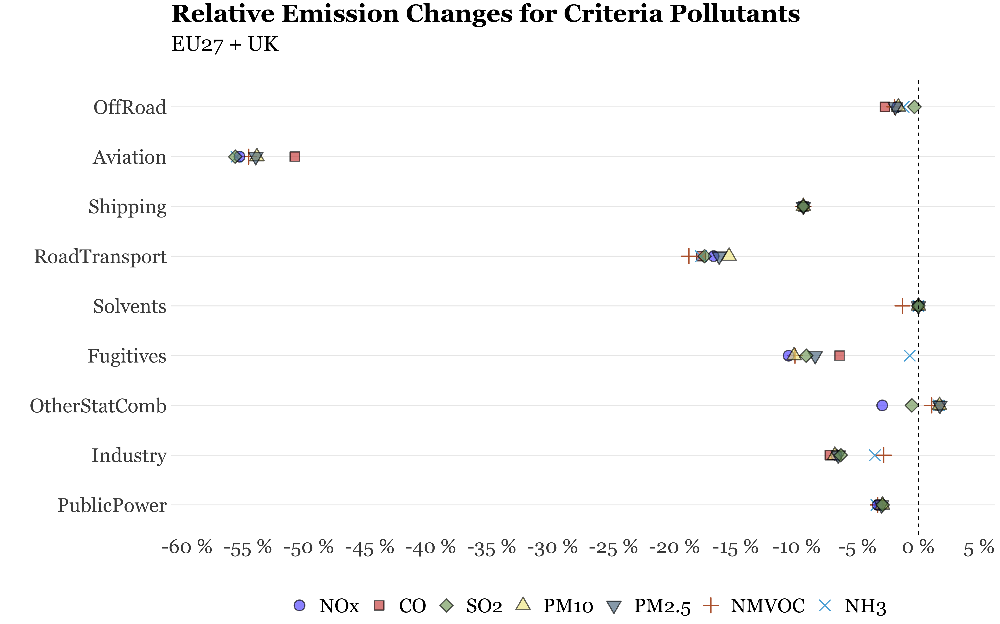 Relative Emission Changes for Criteria Pollutants
EU27 + UK
OffRoad
Aviation
Shipping
RoadTransport
Solvents
Fugitives
OtherStatComb
Industry
PublicPower
-60 % -55 % -50 % -45 % -40 % -35 % -30 % -25 % -20 % -15 % -10 % -5 % 0 % 5 %
NOx CO SO2 PM10 PM2.5 NMVOC NH3